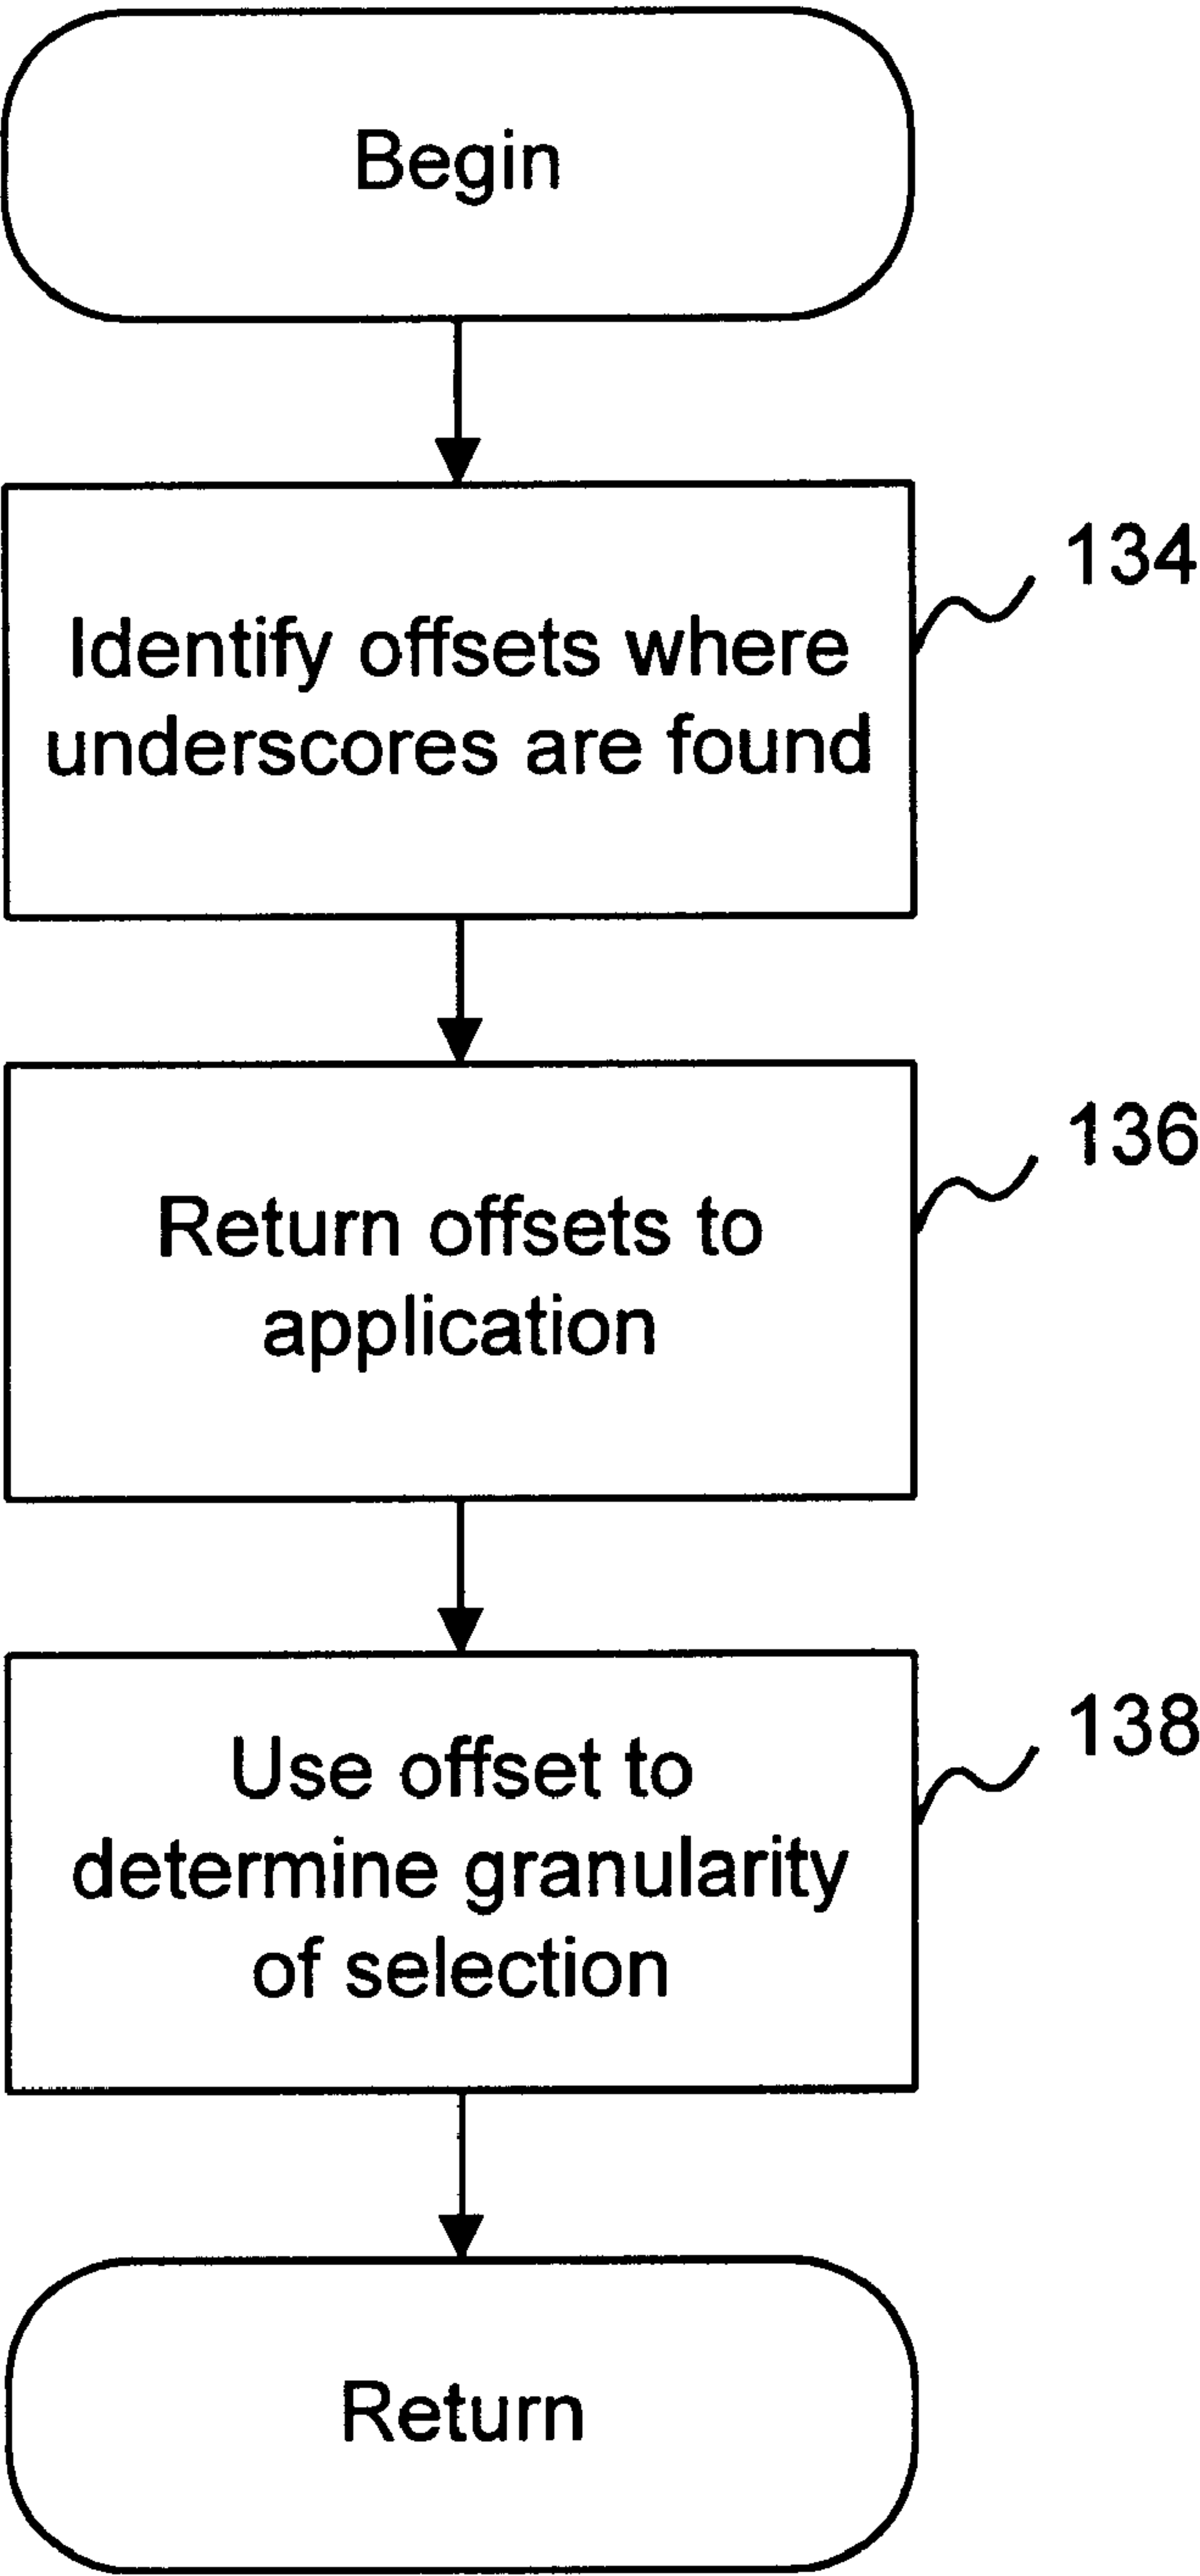 Begin
134
Identify offsets where
underscores are found
136
Return offsets to
application
138
Use offset to
determine granularity
of selection
Return